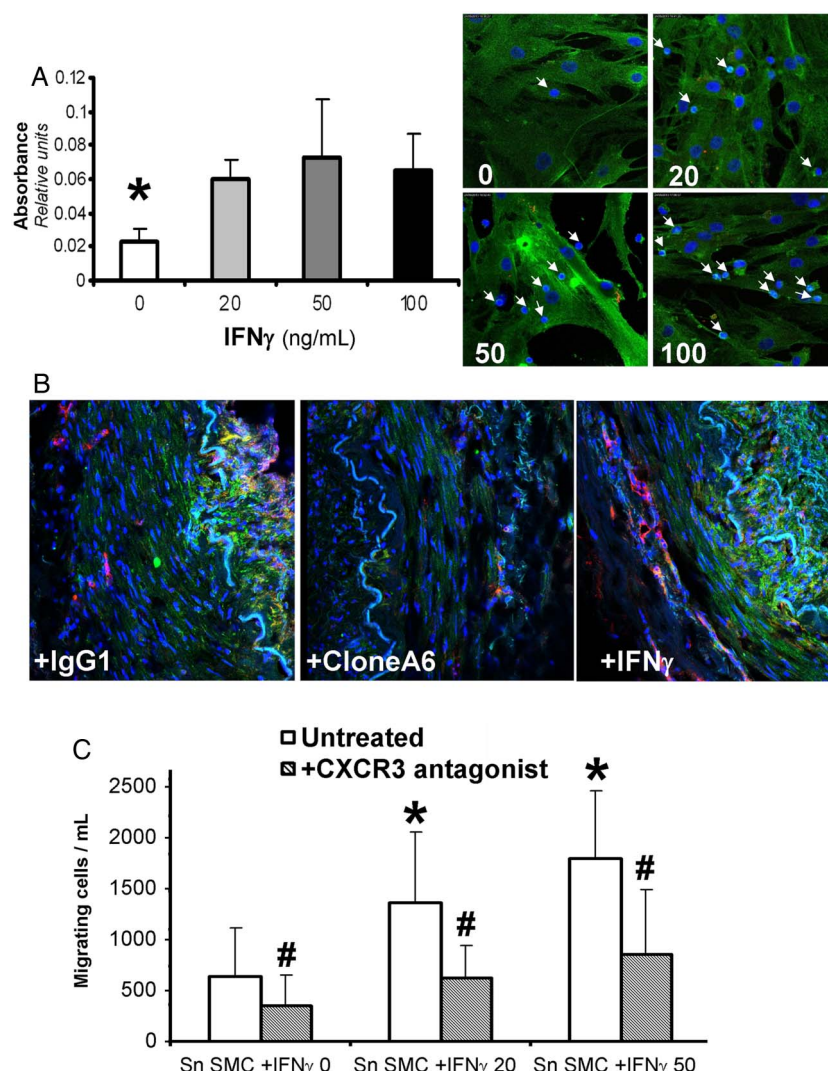 A
Absorbance
Relative units
0.12
0.1
0.08
0.06
0.04
0.02
0
*
0 20 50 100
IFNγ (ng/mL)
0
20
50
100
B
+IgG1
+CloneA6
+IFNγ
C
Untreated
+CXCR3 antagonist
Migrating cells / mL
2500
2000
1500
1000
500
0
* *
# # #
Sn SMC +IFNγ 0 Sn SMC +IFNγ 20 Sn SMC +IFNγ 50